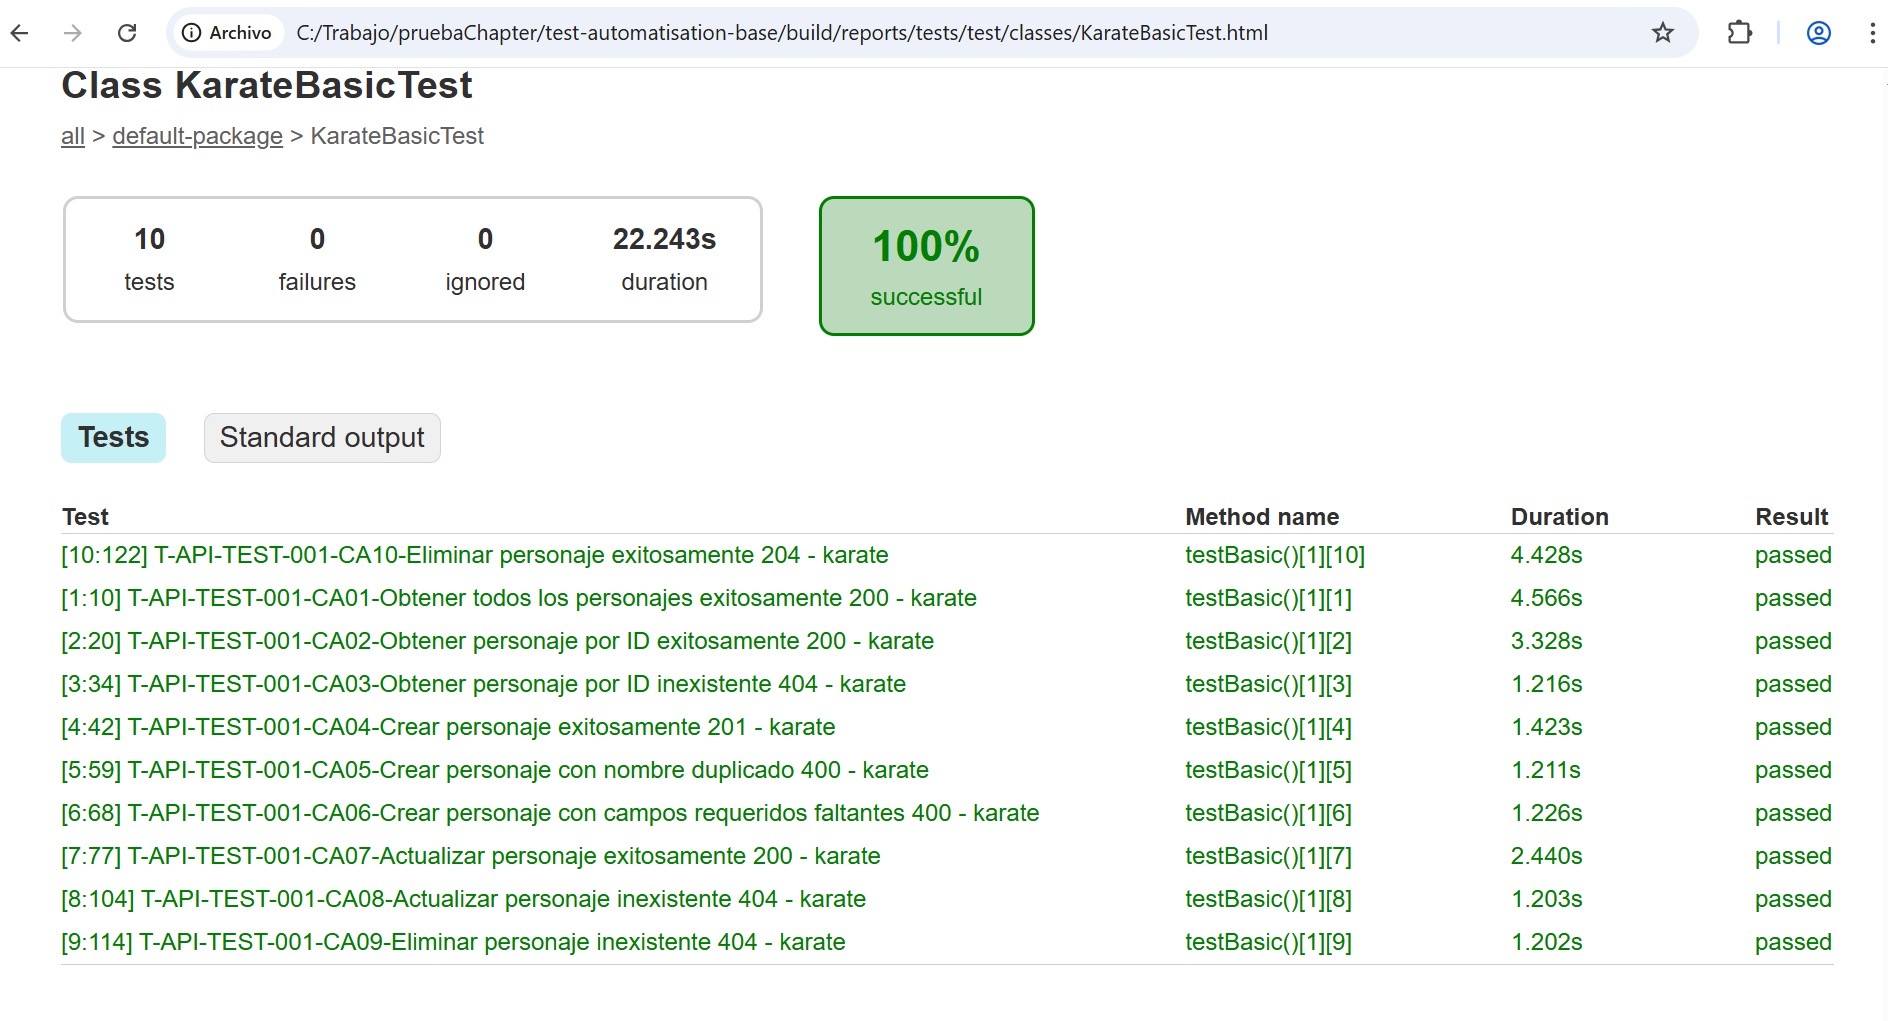 Archivo C:/Trabajo/pruebaChapter/test-automatisation-base/build/reports/tests/test/classes/KarateBasicTest.html
Class KarateBasicTest
all > default-package > KarateBasicTest
10 0 0 22.243s
tests failures ignored duration
100%
successful
Tests Standard output
Test Method name Duration Result
[10:122] T-API-TEST-001-CA10-Eliminar personaje exitosamente 204 - karate testBasic()[1][10] 4.428s passed
[1:10] T-API-TEST-001-CA01-Obtener todos los personajes exitosamente 200 - karate testBasic()[1][1] 4.566s passed
[2:20] T-API-TEST-001-CA02-Obtener personaje por ID exitosamente 200 - karate testBasic()[1][2] 3.328s passed
[3:34] T-API-TEST-001-CA03-Obtener personaje por ID inexistente 404 - karate testBasic()[1][3] 1.216s passed
[4:42] T-API-TEST-001-CA04-Crear personaje exitosamente 201 - karate testBasic()[1][4] 1.423s passed
[5:59] T-API-TEST-001-CA05-Crear personaje con nombre duplicado 400 - karate testBasic()[1][5] 1.211s passed
[6:68] T-API-TEST-001-CA06-Crear personaje con campos requeridos faltantes 400 - karate testBasic()[1][6] 1.226s passed
[7:77] T-API-TEST-001-CA07-Actualizar personaje exitosamente 200 - karate testBasic()[1][7] 2.440s passed
[8:104] T-API-TEST-001-CA08-Actualizar personaje inexistente 404 - karate testBasic()[1][8] 1.203s passed
[9:114] T-API-TEST-001-CA09-Eliminar personaje inexistente 404 - karate testBasic()[1][9] 1.202s passed